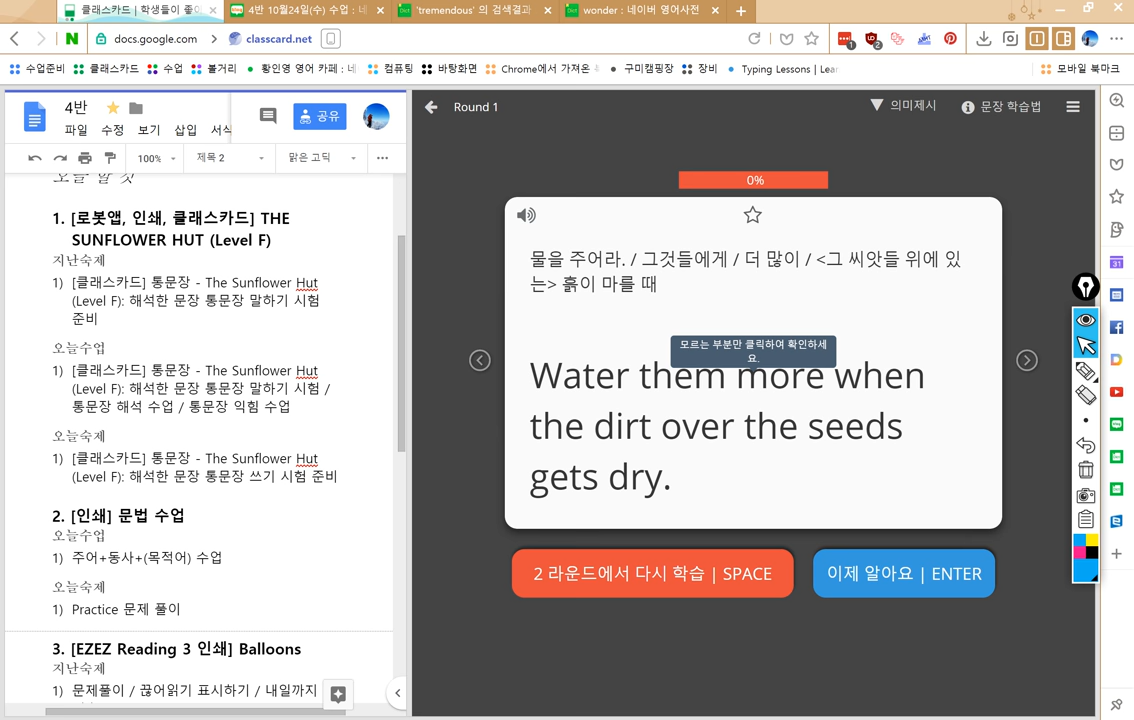 클래스카드 | 학생들이 좋아
4반 10월24일(수) 수업 : 네
'tremendous' 의 검색결과
wonder : 네이버 영어사전
docs.google.com
classcard.net
수업준비
클래스카드
수업
볼거리
황인영 영어 카페 : 네
컴퓨팅
바탕화면
Chrome에서 가져온
구미캠핑장
장비
Typing Lessons | Lear
모바일 북마크
4반
파일 수정 보기 삽입 서식
공유
100% 제목 2 맑은 고딕
오늘 할 것
1. [로봇앱, 인쇄, 클래스카드] THE
SUNFLOWER HUT (Level F)
지난숙제
1) [클래스카드] 통문장 - The Sunflower Hut
(Level F): 해석한 문장 통문장 말하기 시험
준비
오늘수업
1) [클래스카드] 통문장 - The Sunflower Hut
(Level F): 해석한 문장 통문장 말하기 시험 /
통문장 해석 수업 / 통문장 익힘 수업
오늘숙제
1) [클래스카드] 통문장 - The Sunflower Hut
(Level F): 해석한 문장 통문장 쓰기 시험 준비
2. [인쇄] 문법 수업
오늘수업
1) 주어+동사+(목적어) 수업
오늘숙제
1) Practice 문제 풀이
3. [EZEZ Reading 3 인쇄] Balloons
지난숙제
1) 문제풀이 / 끊어읽기 표시하기 / 내일까지
Round 1
의미제시
문장 학습법
0%
물을 주어라. / 그것들에게 / 더 많이 / <그 씨앗들 위에 있
는> 흙이 마를 때
모르는 부분만 클릭하여 확인하세
요.
Water them more when
the dirt over the seeds
gets dry.
2 라운드에서 다시 학습 | SPACE
이제 알아요 | ENTER